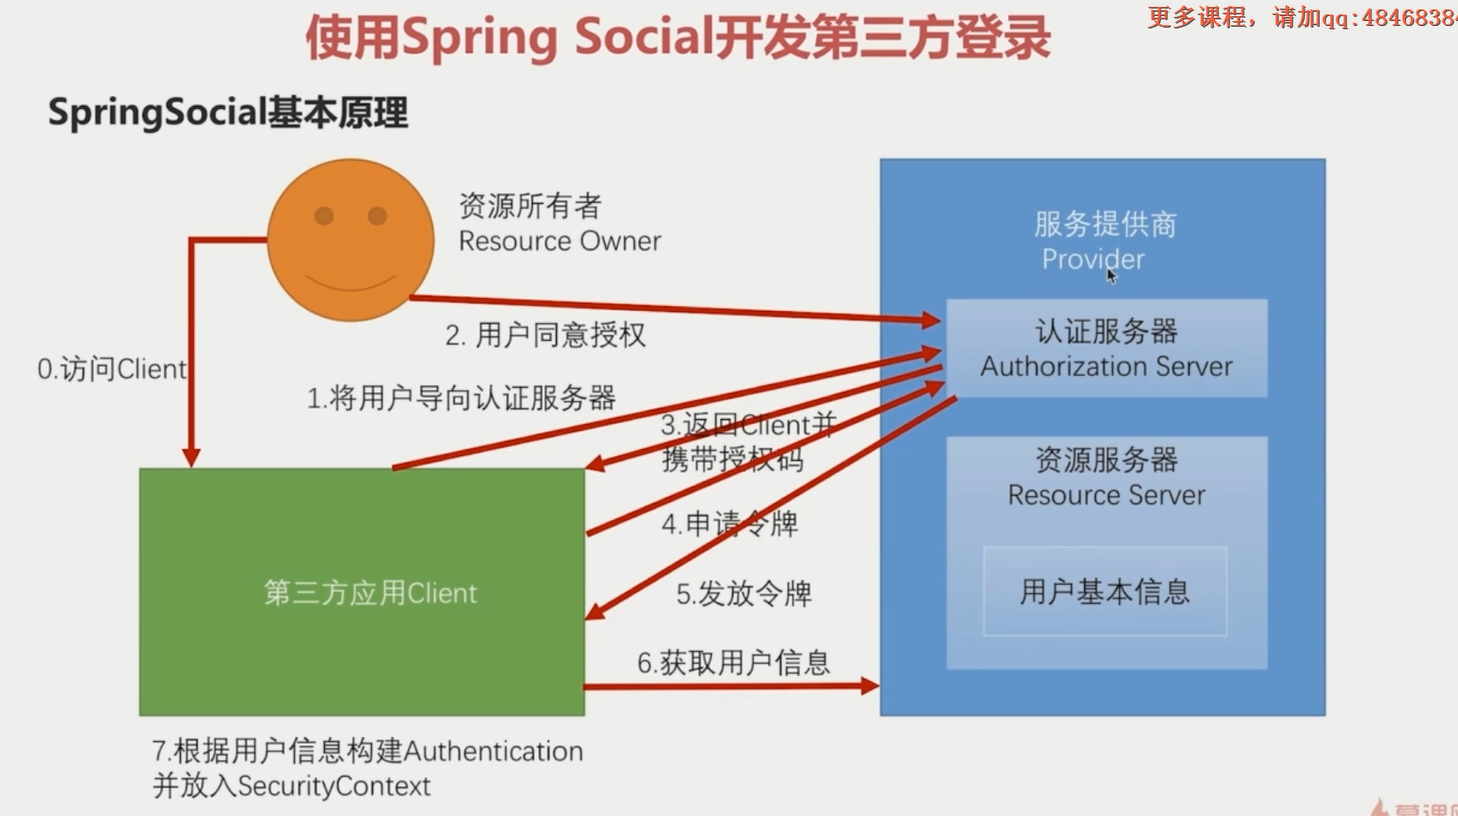 更多课程，请加qq:4846838
使用Spring Social开发第三方登录
SpringSocial基本原理
资源所有者
Resource Owner
服务提供商
Provider
认证服务器
Authorization Server
2. 用户同意授权
0.访问Client
1.将用户导向认证服务器
3.返回Client并
携带授权码
资源服务器
Resource Server
4.申请令牌
第三方应用Client
5.发放令牌
用户基本信息
6.获取用户信息
7.根据用户信息构建Authentication
并放入SecurityContext